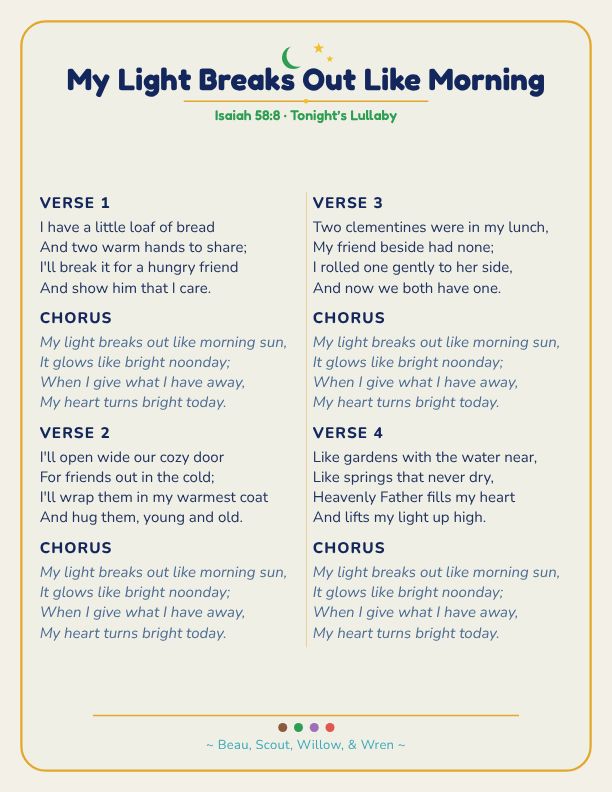 My Light Breaks Out Like Morning
Isaiah 58:8 · Tonight's Lullaby
VERSE 1
I have a little loaf of bread
And two warm hands to share;
I'll break it for a hungry friend
And show him that I care.
CHORUS
My light breaks out like morning sun,
It glows like bright noonday;
When I give what I have away,
My heart turns bright today.
VERSE 2
I'll open wide our cozy door
For friends out in the cold;
I'll wrap them in my warmest coat
And hug them, young and old.
CHORUS
My light breaks out like morning sun,
It glows like bright noonday;
When I give what I have away,
My heart turns bright today.
VERSE 3
Two clementines were in my lunch,
My friend beside had none;
I rolled one gently to her side,
And now we both have one.
CHORUS
My light breaks out like morning sun,
It glows like bright noonday;
When I give what I have away,
My heart turns bright today.
VERSE 4
Like gardens with the water near,
Like springs that never dry,
Heavenly Father fills my heart
And lifts my light up high.
CHORUS
My light breaks out like morning sun,
It glows like bright noonday;
When I give what I have away,
My heart turns bright today.
~ Beau, Scout, Willow, & Wren ~